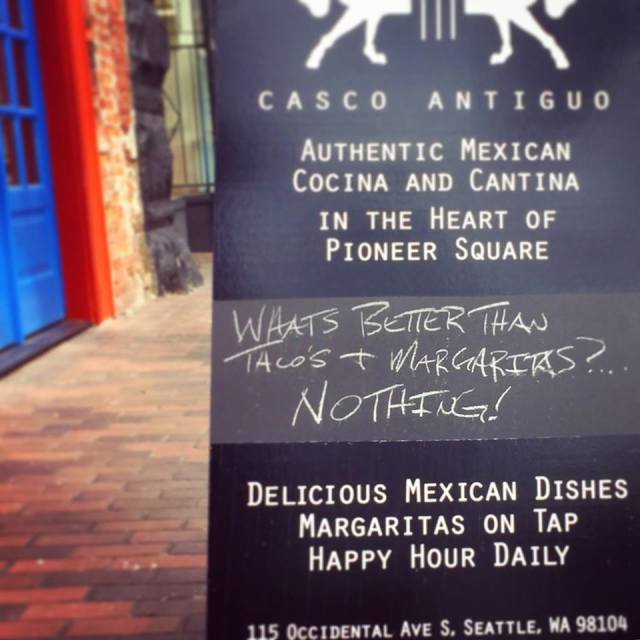 CASCO ANTIGUO
AUTHENTIC MEXICAN
COCINA AND CANTINA
IN THE HEART OF
PIONEER SQUARE
WHATS BETTER THAN
TACO'S + MARGARITAS?...
NOTHING!
DELICIOUS MEXICAN DISHES
MARGARITAS ON TAP
HAPPY HOUR DAILY
115 OCCIDENTAL AVE S, SEATTLE, WA 98104